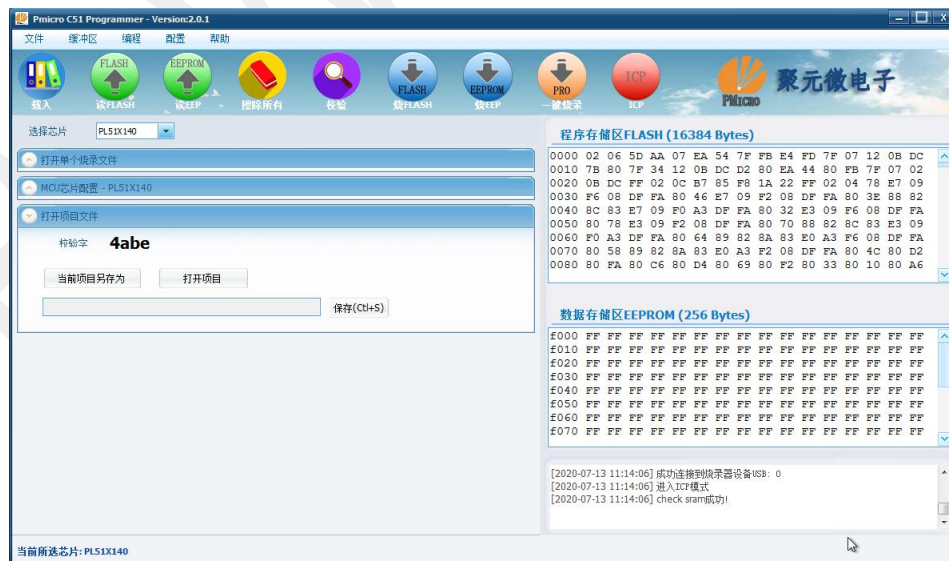 Pmicro C51 Programmer - Version:2.0.1
文件 缓冲区 编程 配置 帮助
FLASH EEPROM FLASH EEPROM PRO ICP
载入 读FLASH 读EEP 擦除所有 校验 烧FLASH 烧EEP 一键烧录 ICP
PMICRO 聚元微电子
选择芯片 PL51X140
打开单个烧录文件
MCU芯片配置 - PL51X140
打开项目文件
校验字 4abe
当前项目另存为 打开项目
保存(Ctl+S)
程序存储区FLASH (16384 Bytes)
0000 02 06 5D AA 07 EA 54 7F FB E4 FD 7F 07 12 0B DC
0010 7B 80 7F 34 12 0B DC D2 80 EA 44 80 FB 7F 07 02
0020 0B DC FF 02 0C B7 85 F8 1A 22 FF 02 04 78 E7 09
0030 F6 08 DF FA 80 46 E7 09 F2 08 DF FA 80 3E 88 82
0040 8C 83 E7 09 F0 A3 DF FA 80 32 E3 09 F6 08 DF FA
0050 80 78 E3 09 F2 08 DF FA 80 70 88 82 8C 83 E3 09
0060 F0 A3 DF FA 80 64 89 82 8A 83 E0 A3 F6 08 DF FA
0070 80 58 89 82 8A 83 E0 A3 F2 08 DF FA 80 4C 80 D2
0080 80 FA 80 C6 80 D4 80 69 80 F2 80 33 80 10 80 A6
数据存储区EEPROM (256 Bytes)
f000 FF FF FF FF FF FF FF FF FF FF FF FF FF FF FF FF
f010 FF FF FF FF FF FF FF FF FF FF FF FF FF FF FF FF
f020 FF FF FF FF FF FF FF FF FF FF FF FF FF FF FF FF
f030 FF FF FF FF FF FF FF FF FF FF FF FF FF FF FF FF
f040 FF FF FF FF FF FF FF FF FF FF FF FF FF FF FF FF
f050 FF FF FF FF FF FF FF FF FF FF FF FF FF FF FF FF
f060 FF FF FF FF FF FF FF FF FF FF FF FF FF FF FF FF
f070 FF FF FF FF FF FF FF FF FF FF FF FF FF FF FF FF
[2020-07-13 11:14:06] 成功连接到烧录器设备USB: 0
[2020-07-13 11:14:06] 进入ICP模式
[2020-07-13 11:14:06] check sram成功!
当前所选芯片: PL51X140